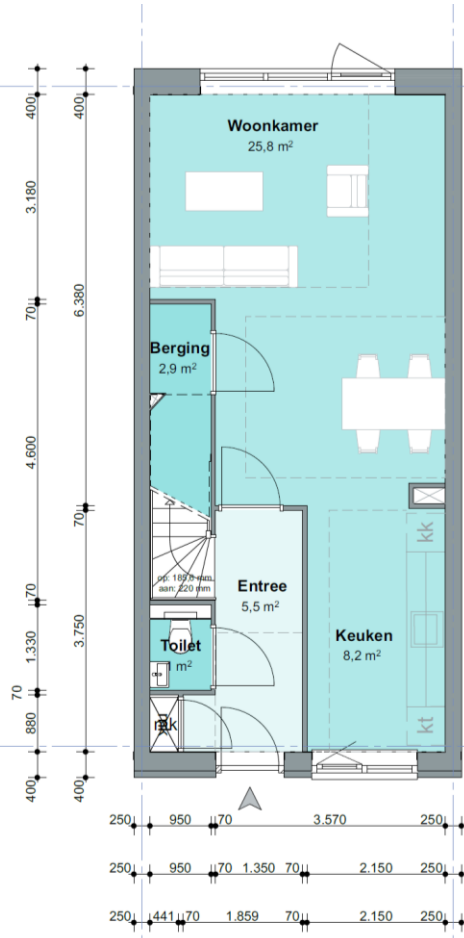 400
400
Woonkamer
25,8 m²
3.180
6.380
70
Berging
2,9 m²
4.600
70
kk
op: 185,6 mm
aan: 220 mm
70
Entree
5,5 m²
1.330
3.750
Toilet
1 m²
Keuken
8,2 m²
70
880
mk
kt
400
400
250 950 70 3.570 250
250 950 70 1.350 70 2.150 250
250 441 70 1.859 70 2.150 250